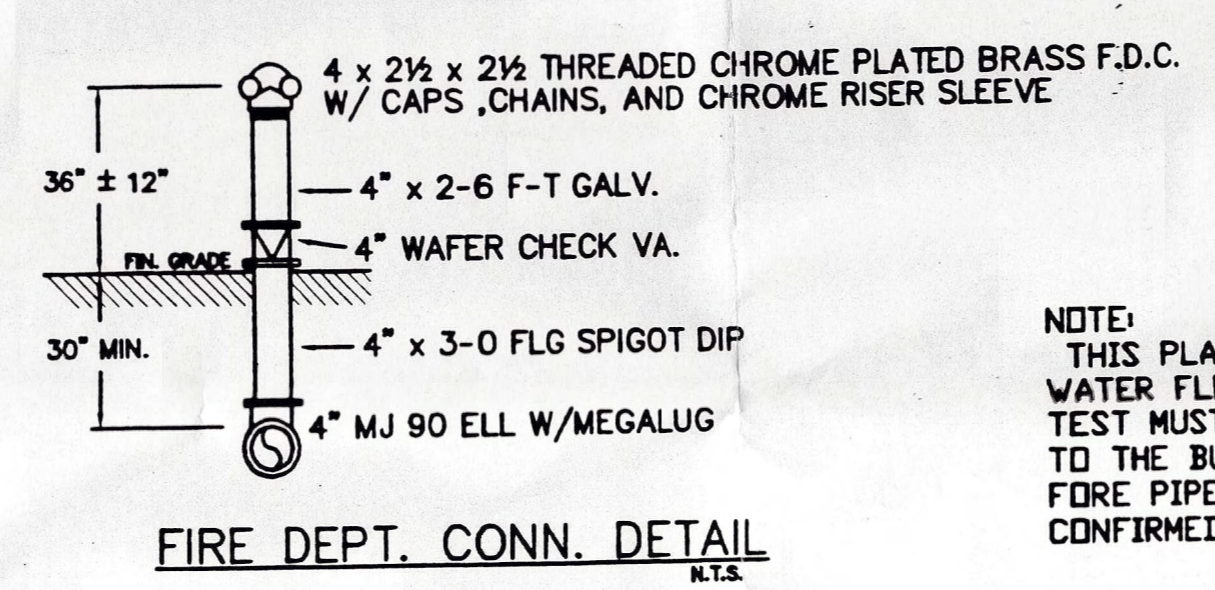 4 x 2½ x 2½ THREADED CHROME PLATED BRASS F.D.C.
W/ CAPS ,CHAINS, AND CHROME RISER SLEEVE
36" ± 12"
4" x 2-6 F-T GALV.
4" WAFER CHECK VA.
FIN. GRADE
30" MIN.
4" x 3-0 FLG SPIGOT DIP
4" MJ 90 ELL W/MEGALUG
FIRE DEPT. CONN. DETAIL
N.T.S.
NOTE:
THIS PLA
WATER FL
TEST MUST
TO THE BU
FORE PIPE
CONFIRMED